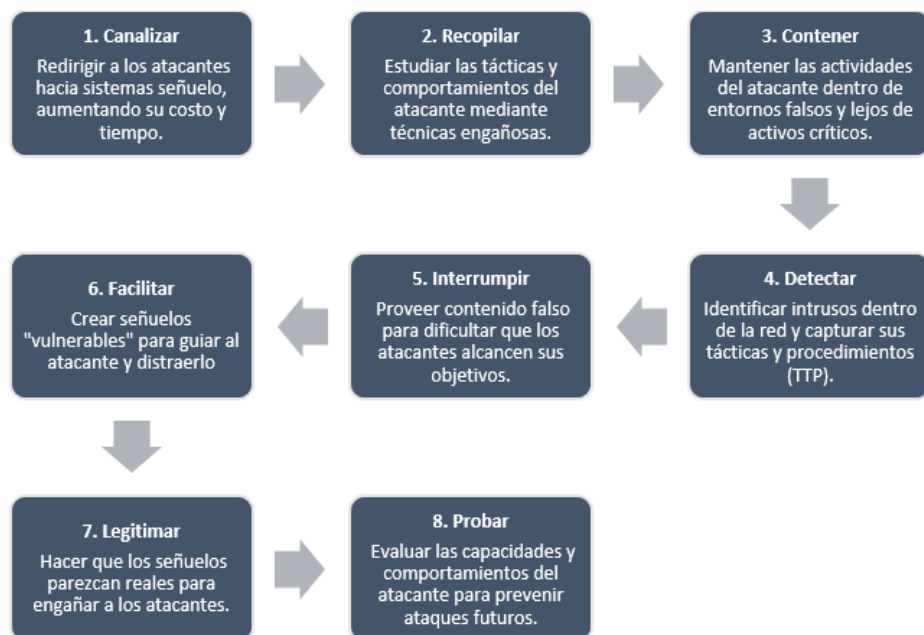 1. Canalizar
Redirigir a los atacantes
hacia sistemas señuelo,
aumentando su costo y
tiempo.
2. Recopilar
Estudiar las tácticas y
comportamientos del
atacante mediante
técnicas engañosas.
3. Contener
Mantener las actividades
del atacante dentro de
entornos falsos y lejos de
activos críticos.
4. Detectar
Identificar intrusos dentro
de la red y capturar sus
tácticas y procedimientos
(TTP).
5. Interrumpir
Proveer contenido falso
para dificultar que los
atacantes alcancen sus
objetivos.
6. Facilitar
Crear señuelos
"vulnerables" para guiar al
atacante y distraerlo
7. Legitimar
Hacer que los señuelos
parezcan reales para
engañar a los atacantes.
8. Probar
Evaluar las capacidades y
comportamientos del
atacante para prevenir
ataques futuros.